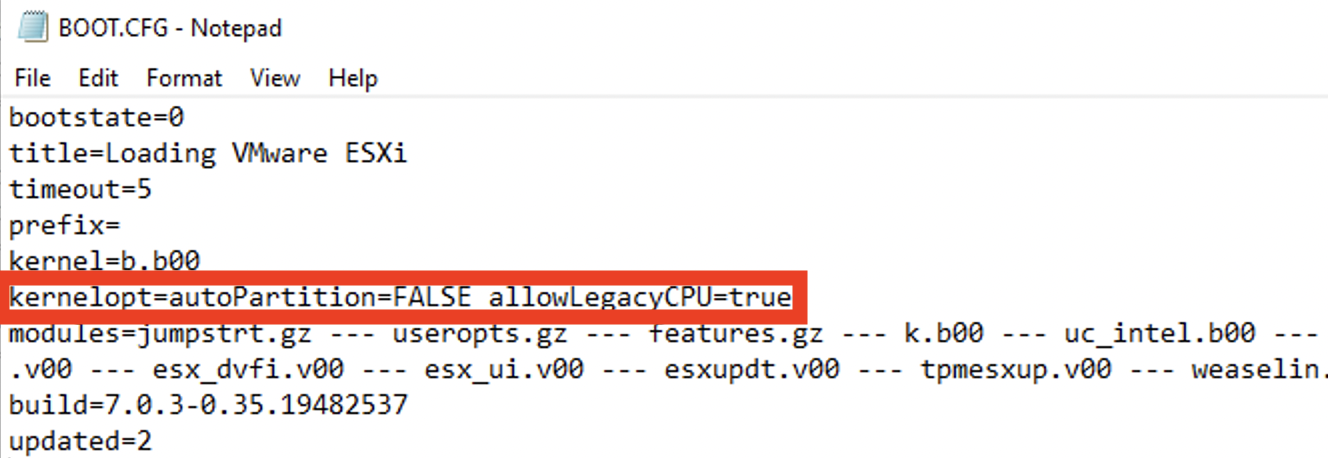 BOOT.CFG - Notepad
File Edit Format View Help
bootstate=0
title=Loading VMware ESXi
timeout=5
prefix=
kernel=b.b00
kernelopt=autoPartition=FALSE allowLegacyCPU=true
modules=jumpstrt.gz --- useropts.gz --- features.gz --- k.b00 --- uc_intel.b00 ---
.v00 --- esx_dvfi.v00 --- esx_ui.v00 --- esxupdt.v00 --- tpmesxup.v00 --- weaselin.
build=7.0.3-0.35.19482537
updated=2